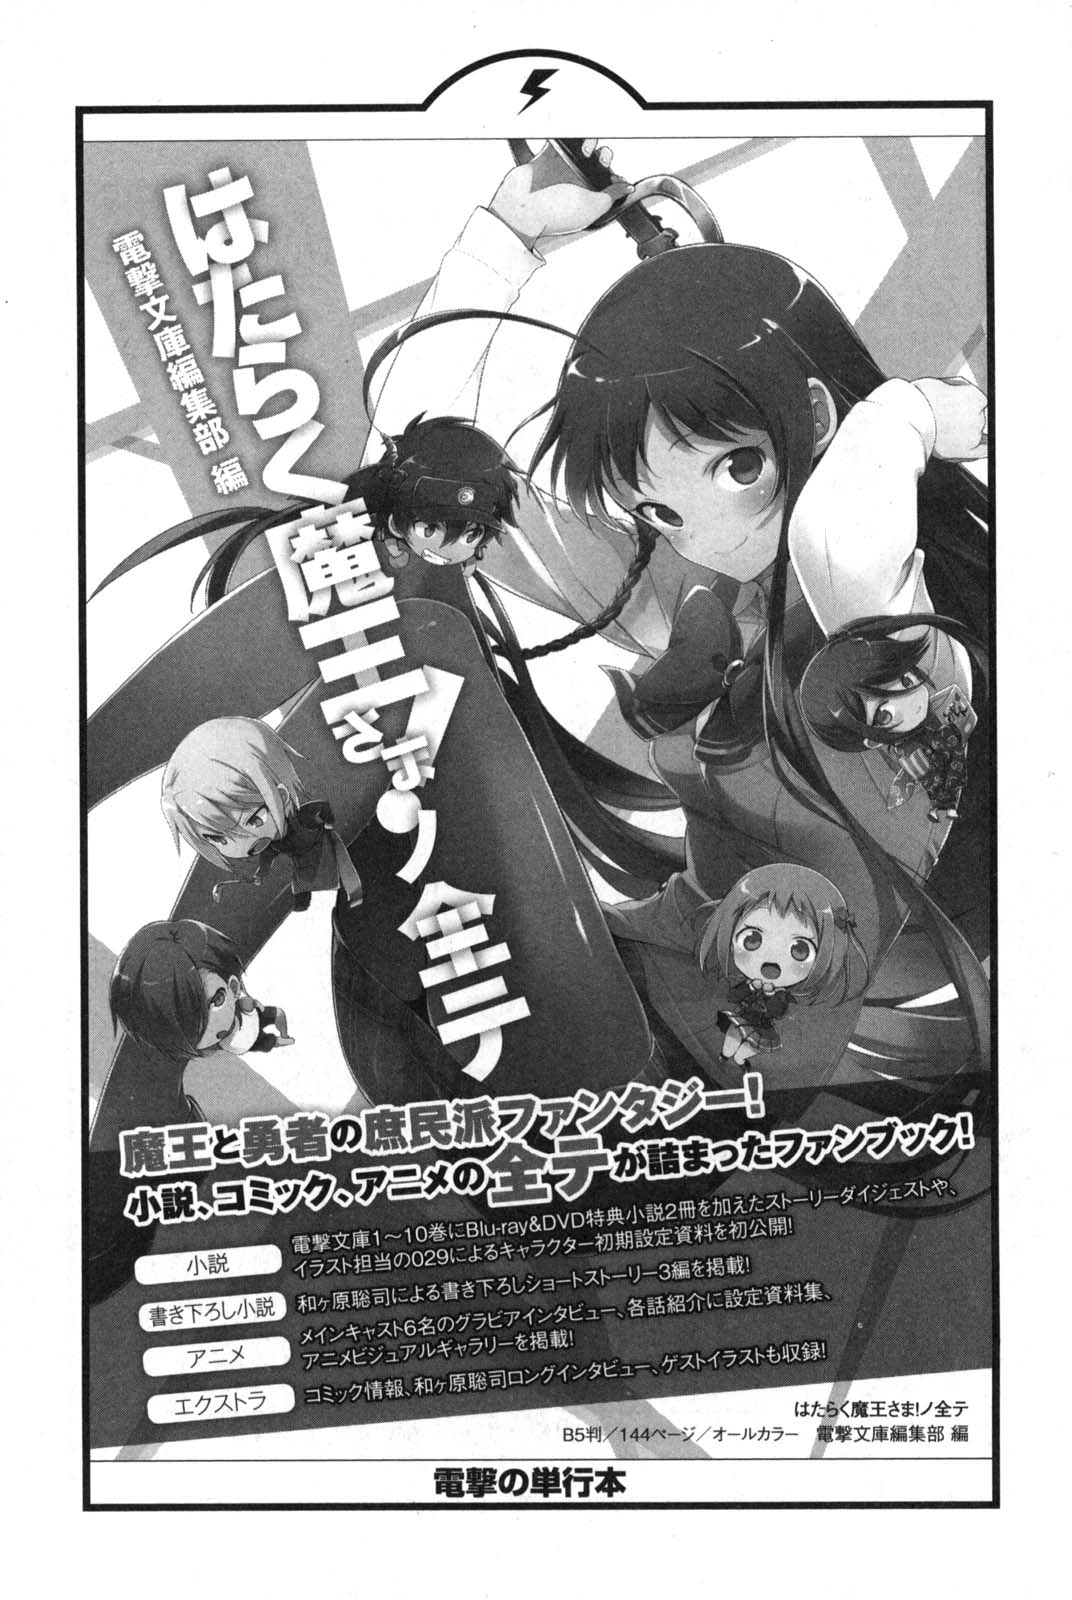 はたらく魔王さま!ノ全テ
電撃文庫編集部 編
魔王と勇者の庶民派ファンタジー!
小説、コミック、アニメの全テが詰まったファンブック!
小説
電撃文庫1〜10巻にBlu-ray&DVD特典小説2冊を加えたストーリーダイジェストや、
イラスト担当の029によるキャラクター初期設定資料を初公開!
書き下ろし小説
和ヶ原聡司による書き下ろしショートストーリー3編を掲載!
アニメ
メインキャスト6名のグラビアインタビュー、各話紹介に設定資料集、
アニメビジュアルギャラリーを掲載!
エクストラ
コミック情報、和ヶ原聡司ロングインタビュー、ゲストイラストも収録!
はたらく魔王さま!ノ全テ
B5判/144ページ/オールカラー 電撃文庫編集部 編
電撃の単行本